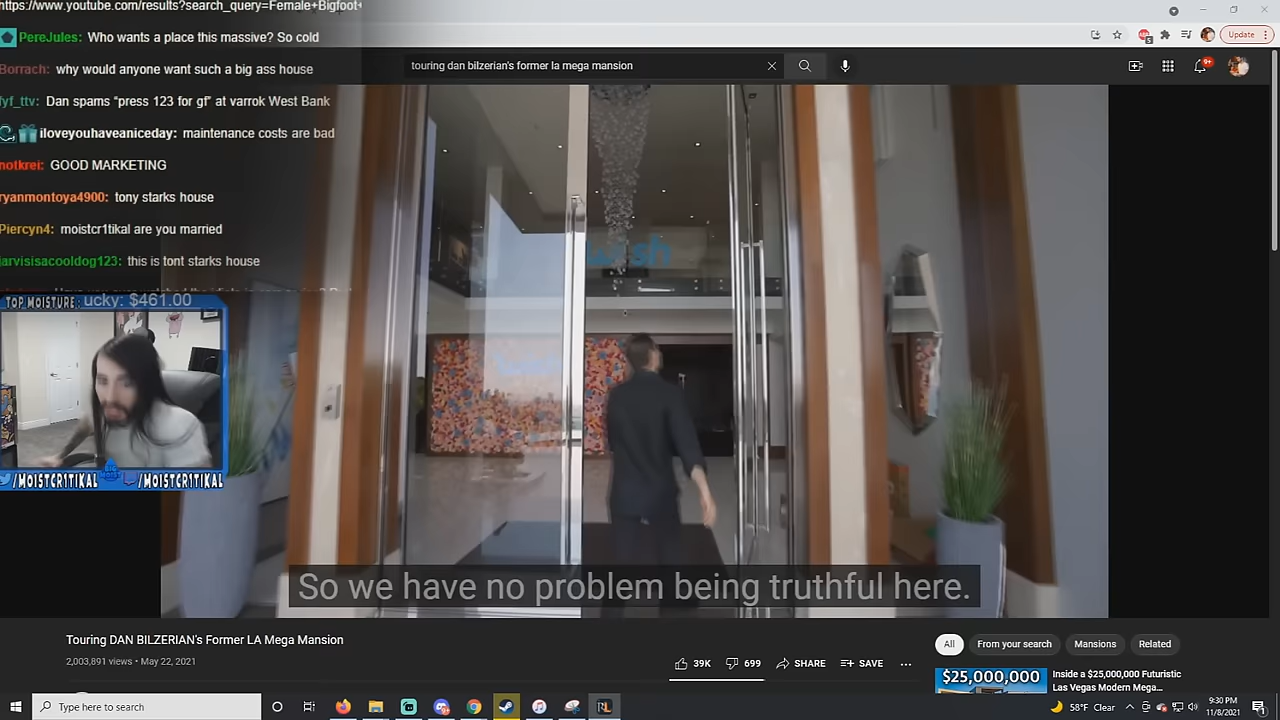 https://www.youtube.com/results?search_query=Female+Bigfoot+
PereJules: Who wants a place this massive? So cold
Borrach: why would anyone want such a big ass house
fyf_ttv: Dan spams "press 123 for gf" at varrok West Bank
iloveyouhaveaniceday: maintenance costs are bad
notkrei: GOOD MARKETING
ryanmontoya4900: tony starks house
Piercyn4: moistcr1tikal are you married
jarvisisacooldog123: this is tont starks house
TOP MOISTURE: ucky: $461.00
/MOISTCR1TIKAL /MOISTCR1TIKAL
touring dan bilzerian's former la mega mansion
5
Update
9+
So we have no problem being truthful here.
Touring DAN BILZERIAN's Former LA Mega Mansion
2,003,891 views • May 22, 2021
39K 699 SHARE SAVE
All From your search Mansions Related
$25,000,000
Inside a $25,000,000 Futuristic
Las Vegas Modern Mega...
Type here to search
58°F Clear
9:30 PM
11/8/2021
1